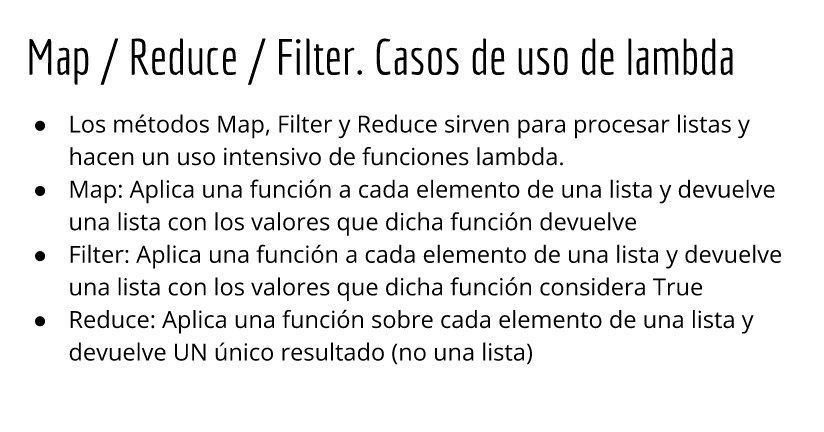 Map / Reduce / Filter. Casos de uso de lambda
● Los métodos Map, Filter y Reduce sirven para procesar listas y
hacen un uso intensivo de funciones lambda.
● Map: Aplica una función a cada elemento de una lista y devuelve
una lista con los valores que dicha función devuelve
● Filter: Aplica una función a cada elemento de una lista y devuelve
una lista con los valores que dicha función considera True
● Reduce: Aplica una función sobre cada elemento de una lista y
devuelve UN único resultado (no una lista)